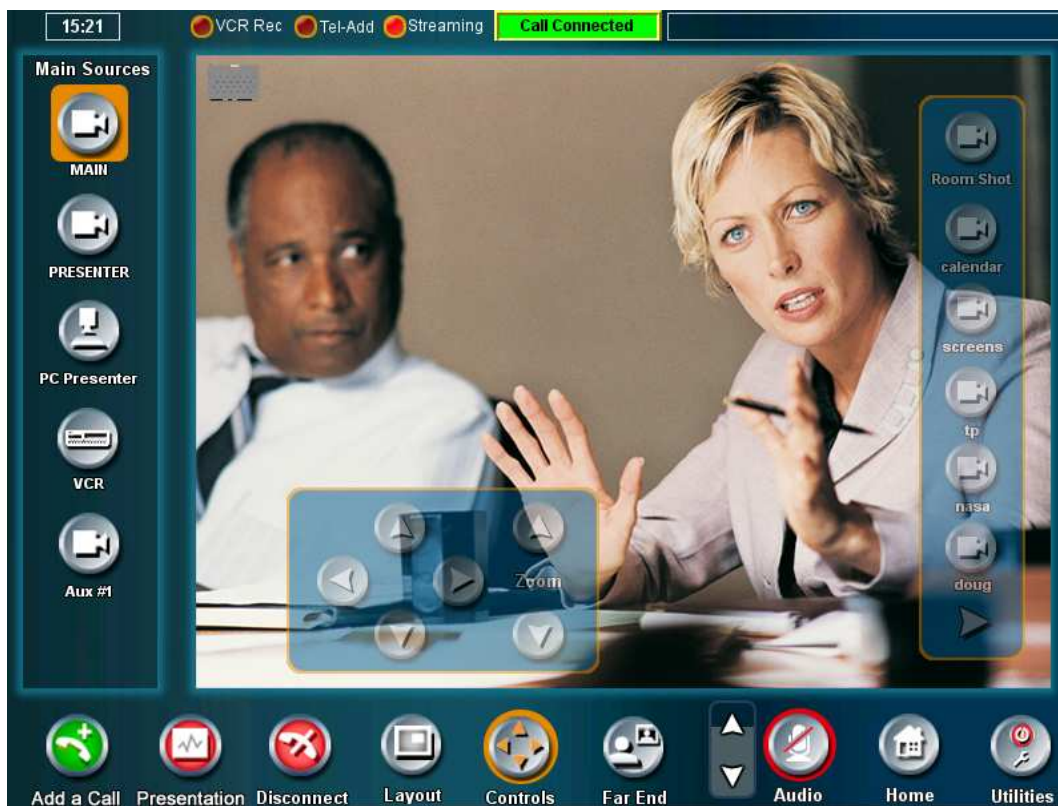 15:21
VCR Rec
Tel-Add
Streaming
Call Connected
Main Sources
MAIN
PRESENTER
PC Presenter
VCR
Aux #1
Room Shot
calendar
screens
tp
nasa
doug
Zoom
Add a Call
Presentation
Disconnect
Layout
Controls
Far End
Audio
Home
Utilities